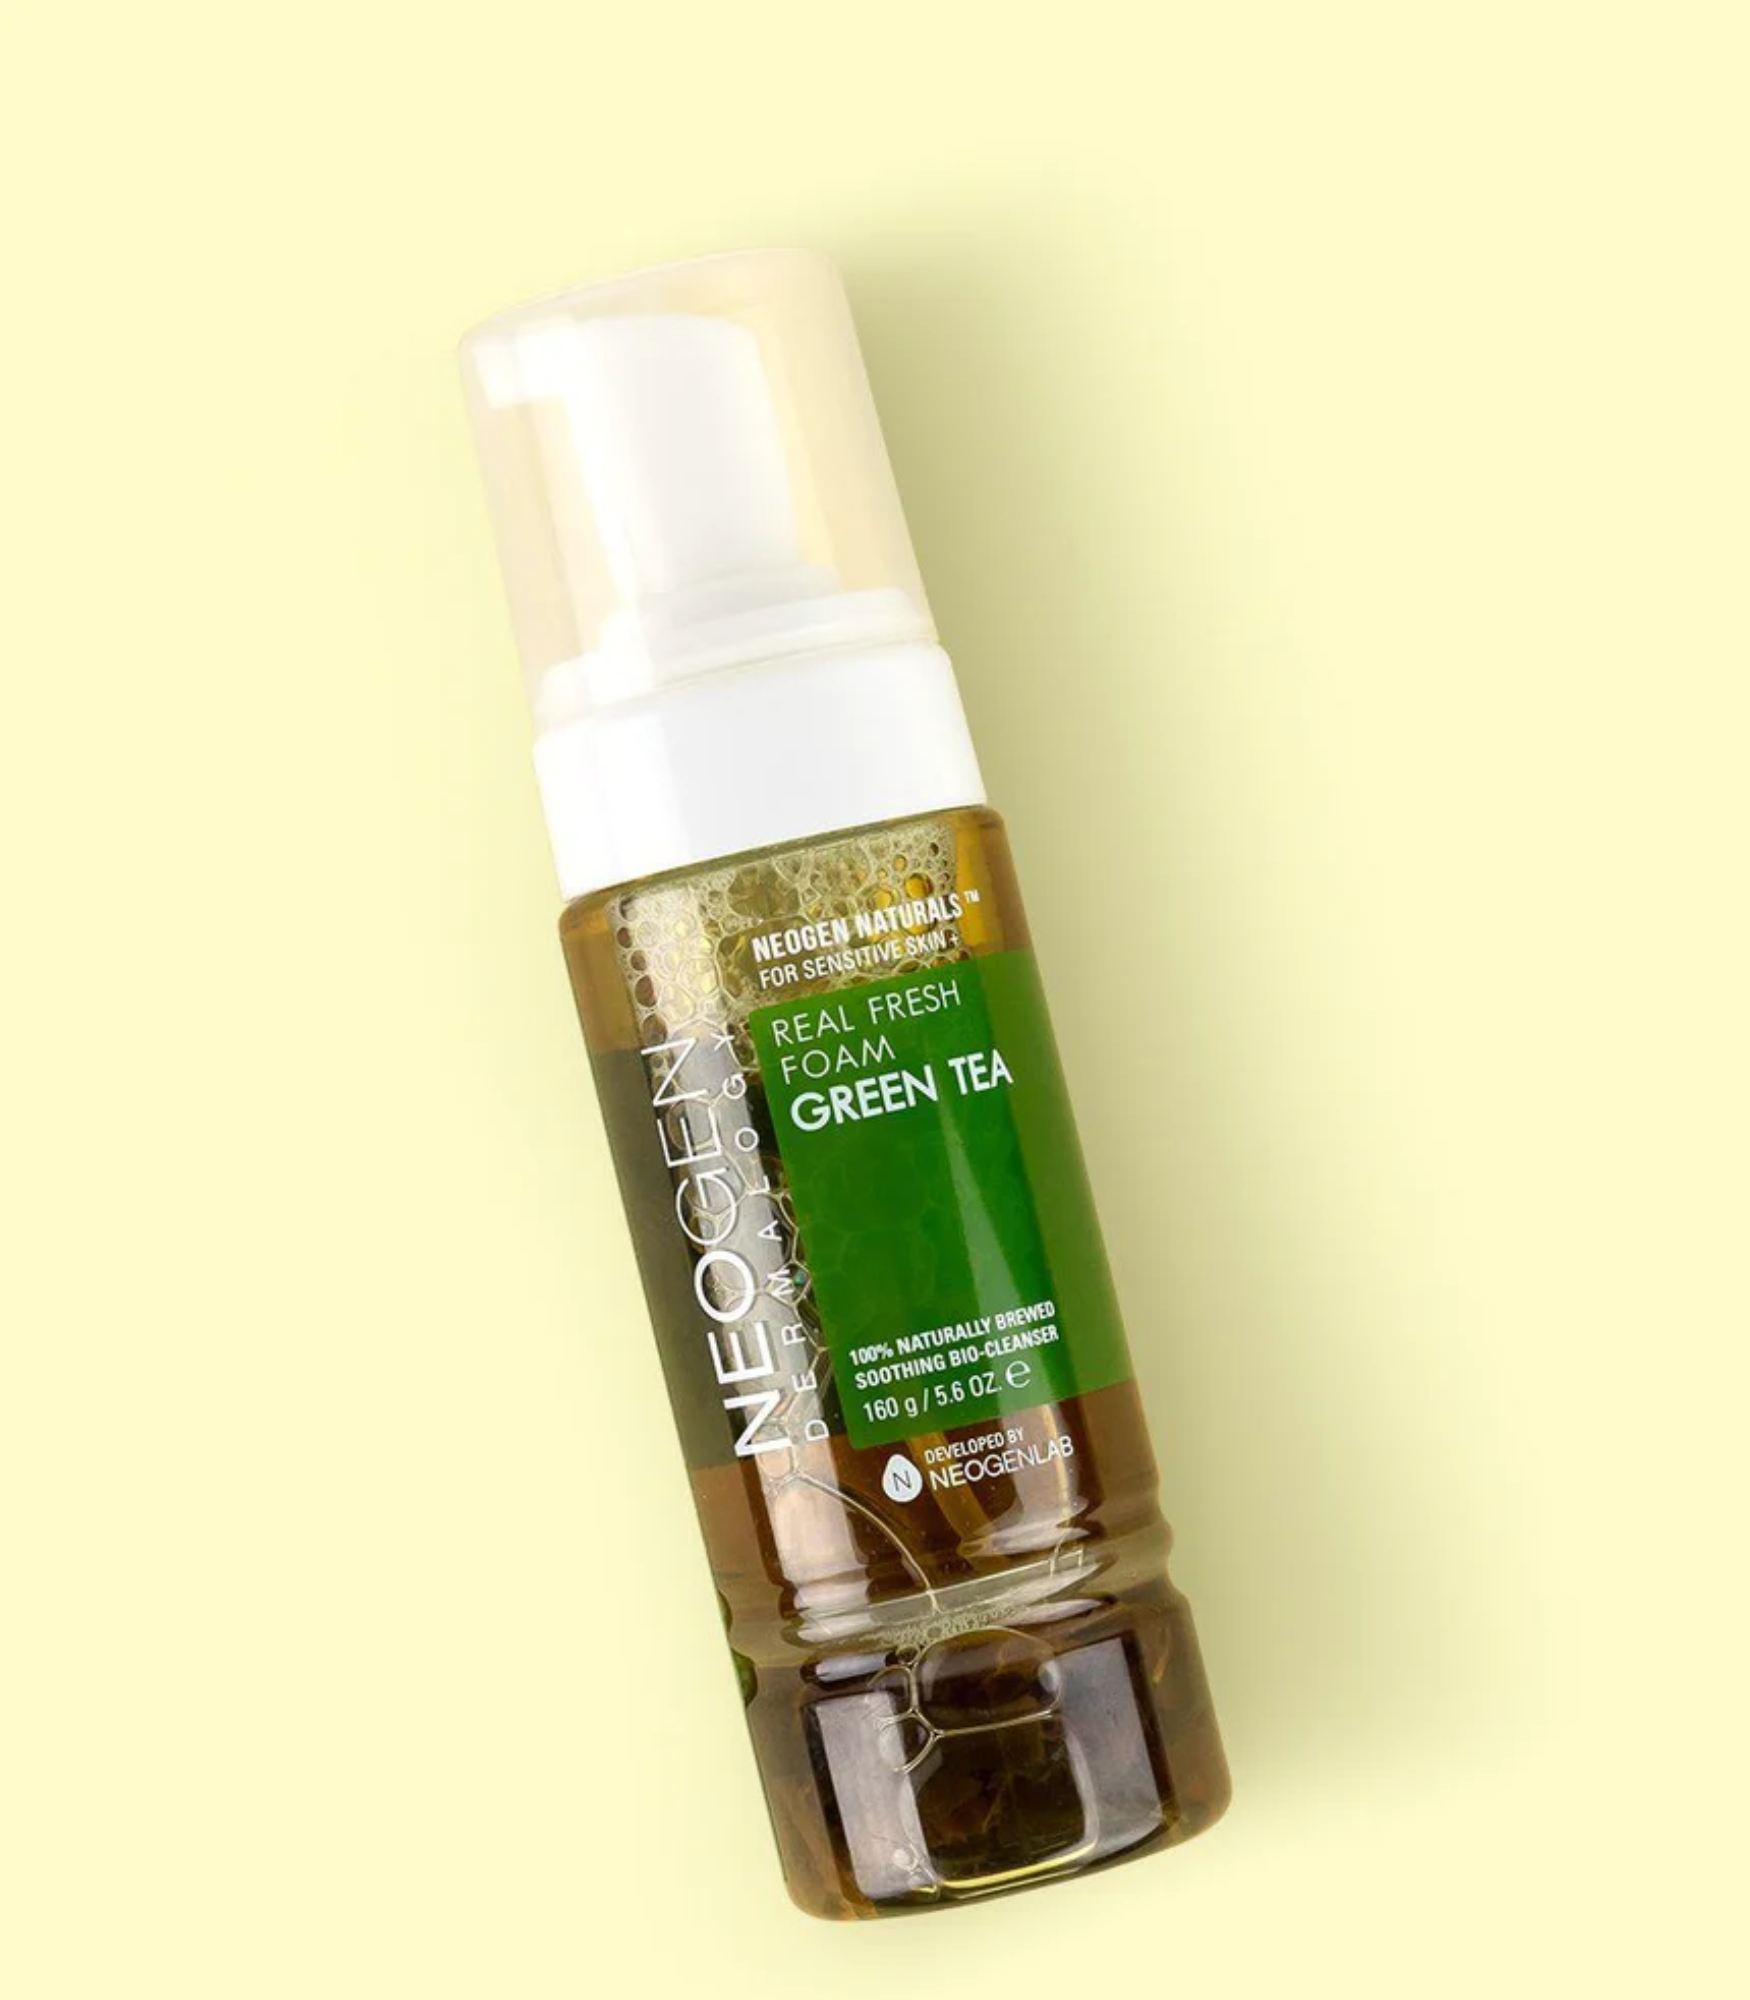 NEOGEN NATURALS™
FOR SENSITIVE SKIN +
REAL FRESH
FOAM
GREEN TEA
100% NATURALLY BREWED
SOOTHING BIO-CLEANSER
160 g / 5.6 OZ. ℮
N
DEVELOPED BY
NEOGENLAB
NEOGEN
DERMALOGY